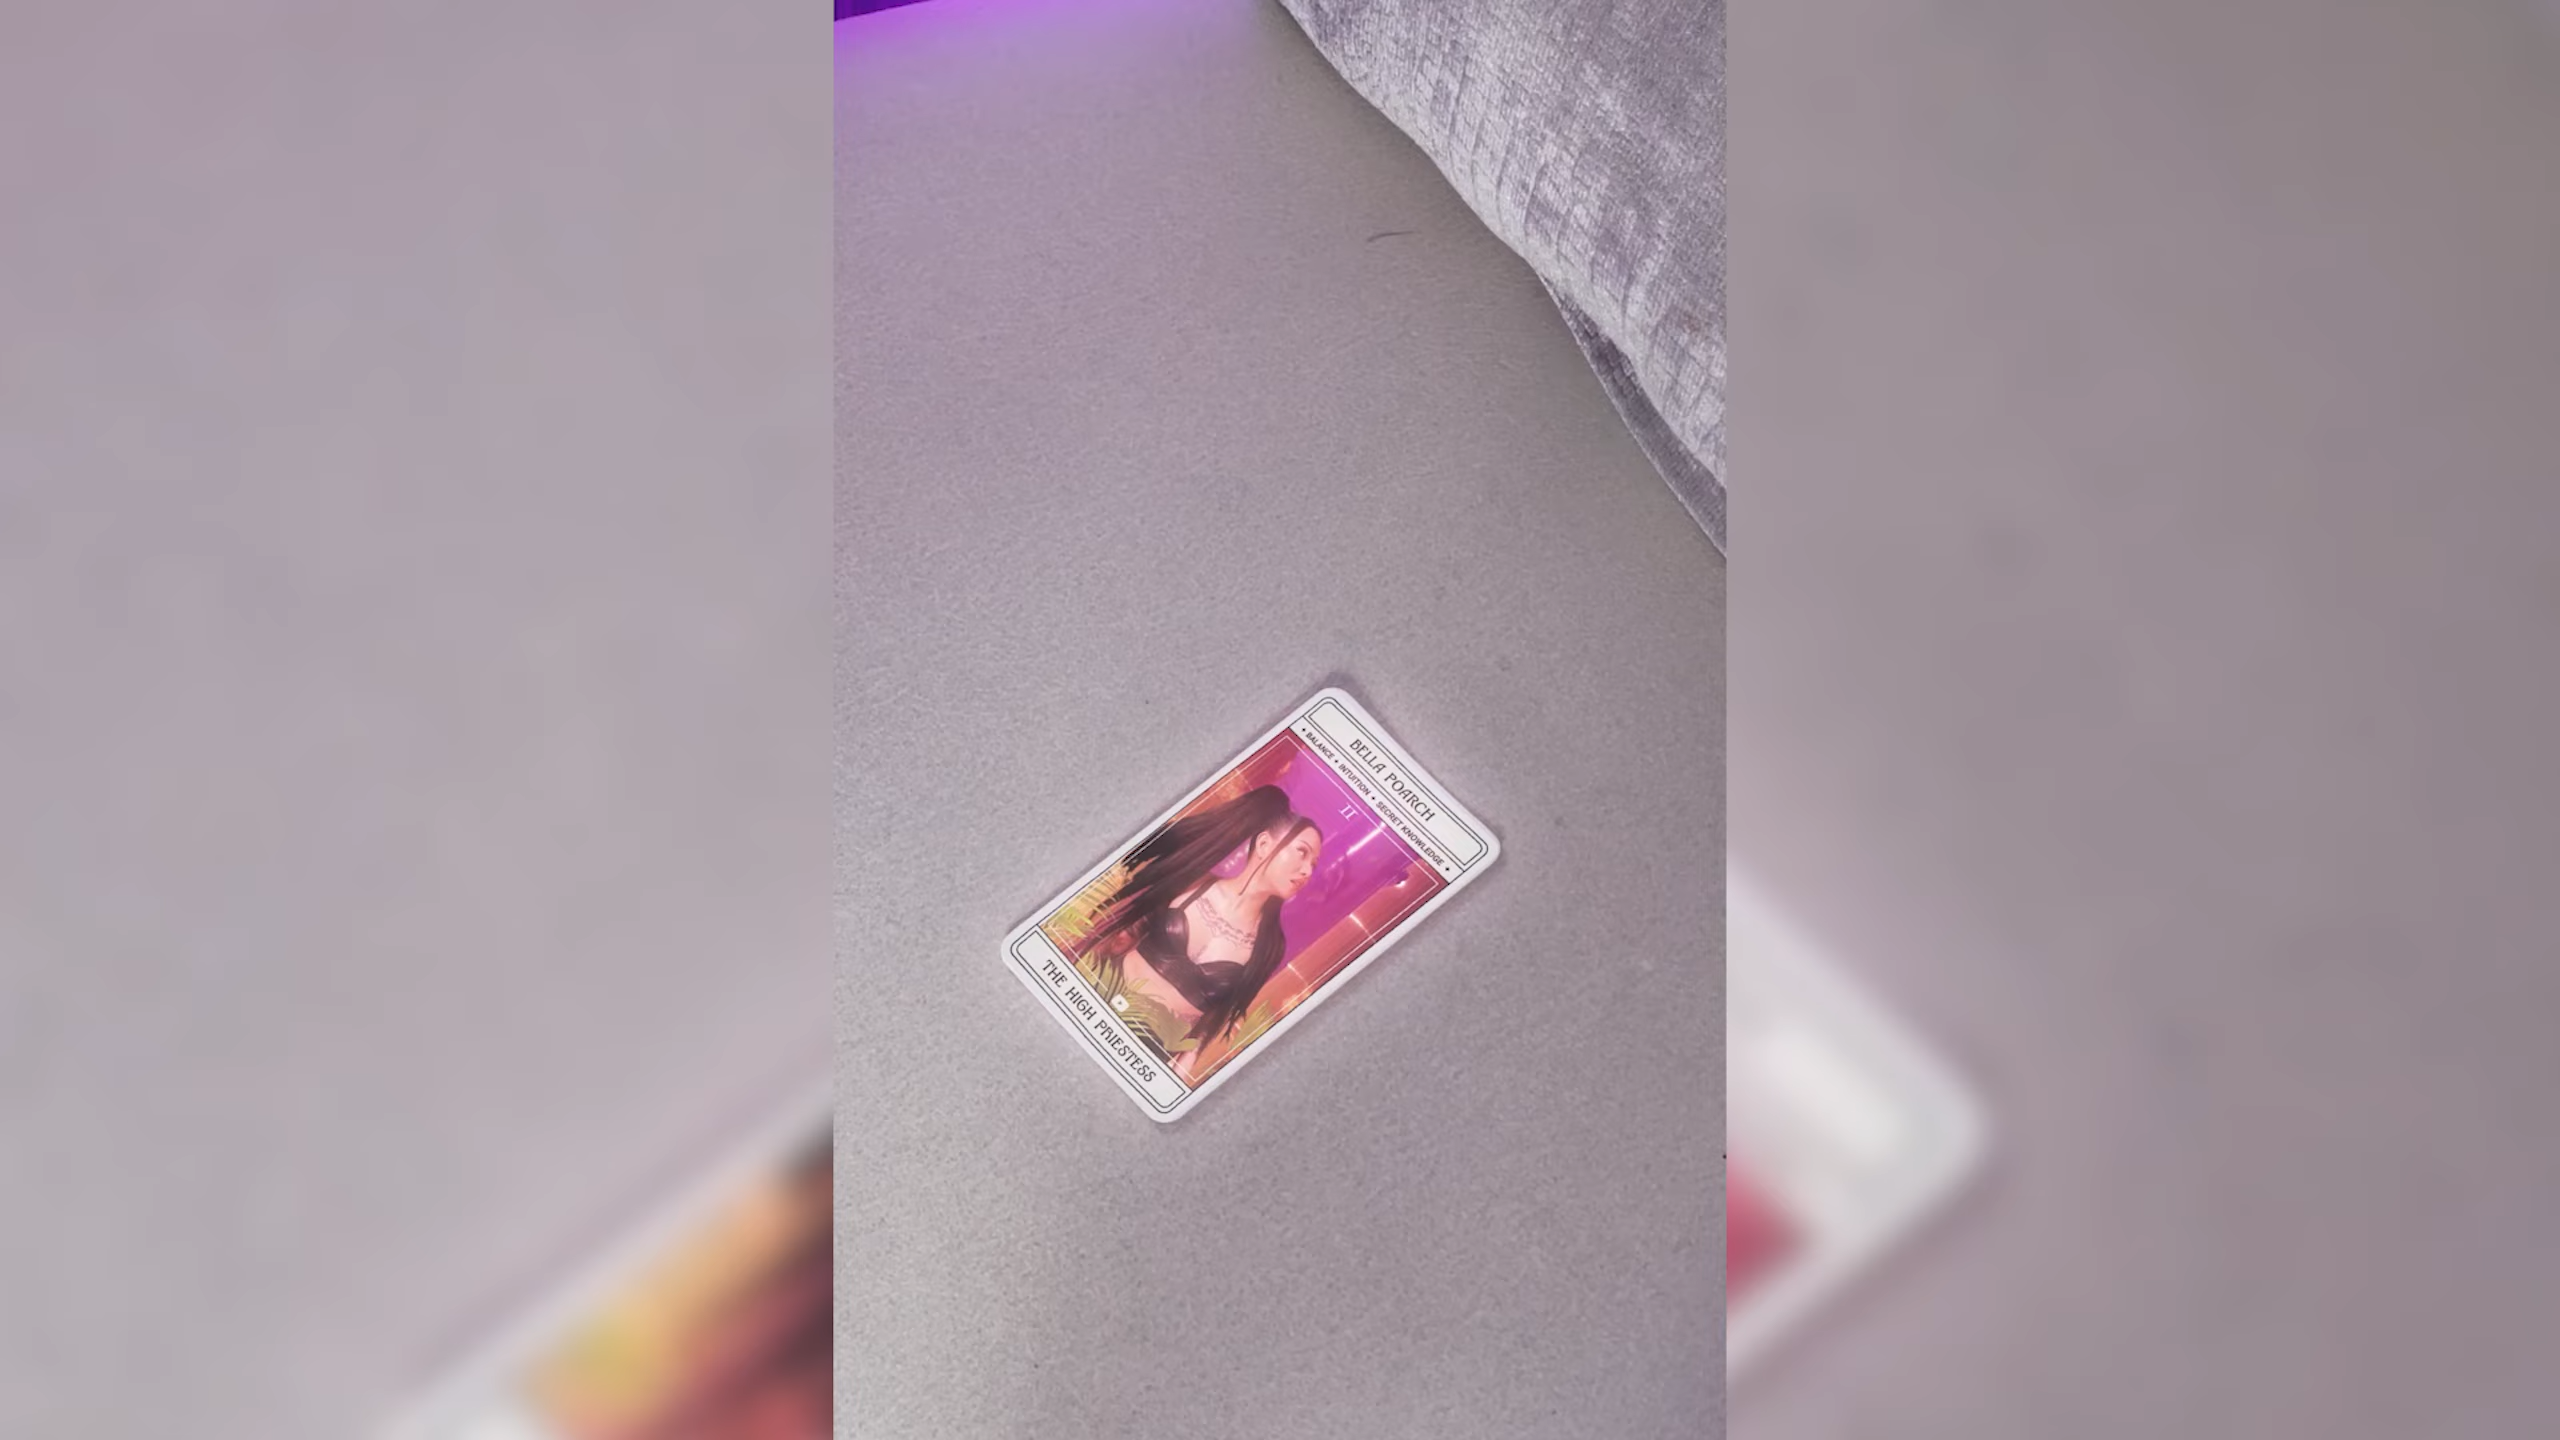 BELLA POARCH
• BALANCE • INTUITION • SECRET KNOWLEDGE •
II
THE HIGH PRIESTESS